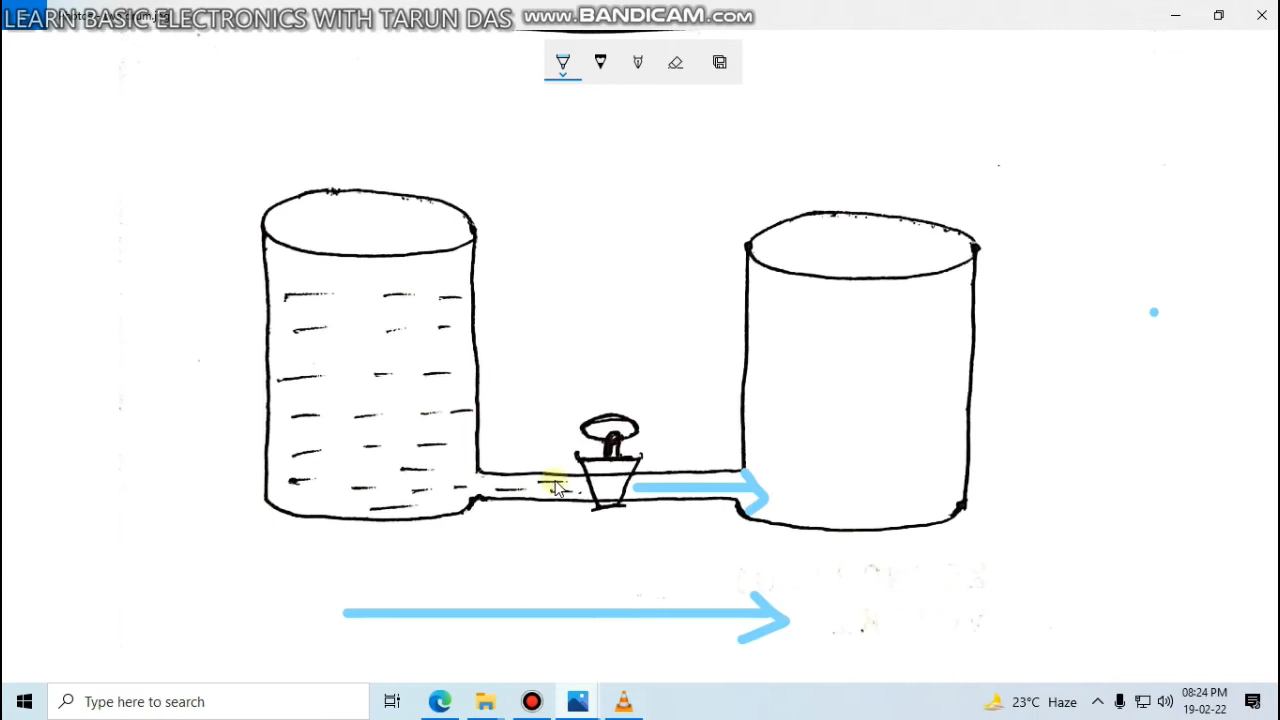 LEARN BASIC ELECTRONICS WITH TARUN DAS
www.BANDICAM.com
Type here to search
23°C Haze
08:24 PM
19-02-22